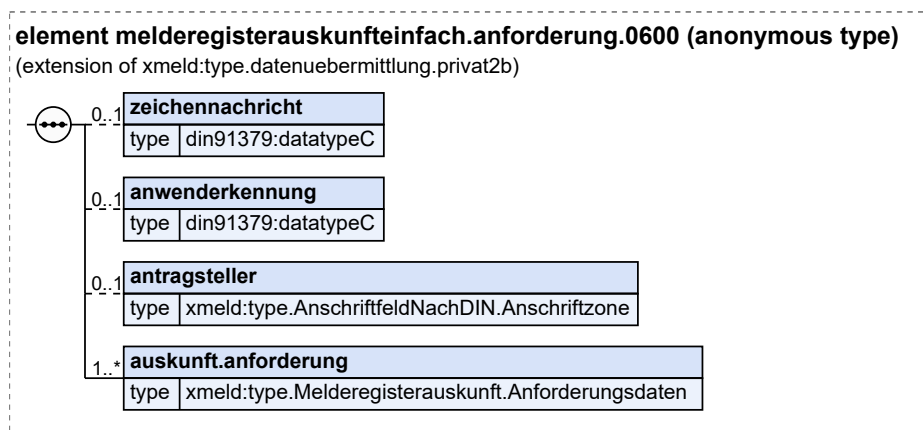 element melderegisterauskunfteinfach.anforderung.0600 (anonymous type)
(extension of xmeld:type.datenuebermittlung.privat2b)
0..1 zeichennachricht
type din91379:datatypeC
0..1 anwenderkennung
type din91379:datatypeC
0..1 antragsteller
type xmeld:type.AnschriftfeldNachDIN.Anschriftzone
1..* auskunft.anforderung
type xmeld:type.Melderegisterauskunft.Anforderungsdaten